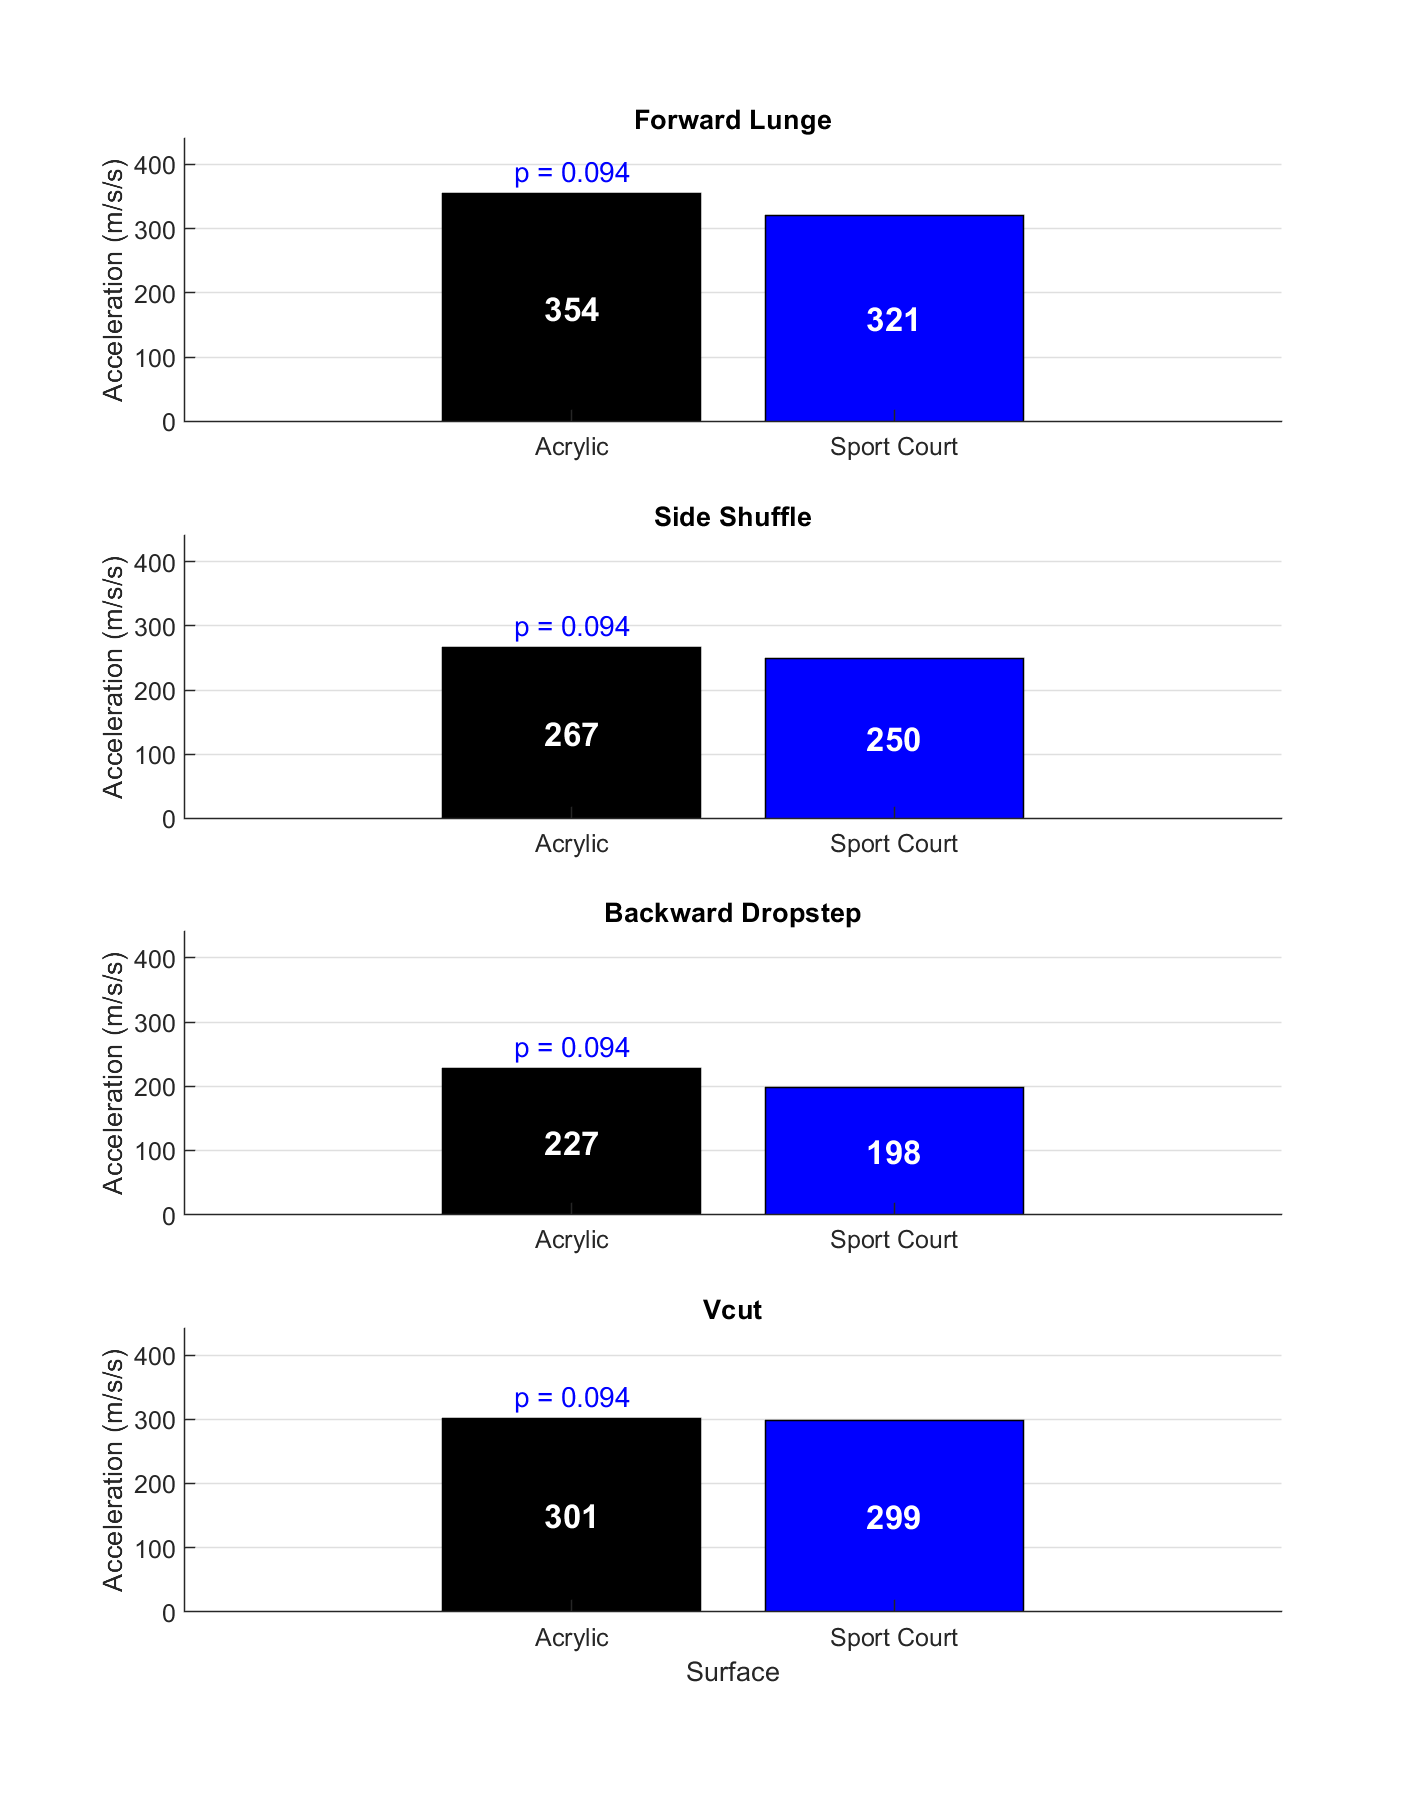 Forward Lunge
Acceleration (m/s/s)
400
300
200
100
0
p = 0.094
354
321
Acrylic
Sport Court
Side Shuffle
Acceleration (m/s/s)
400
300
200
100
0
p = 0.094
267
250
Acrylic
Sport Court
Backward Dropstep
Acceleration (m/s/s)
400
300
200
100
0
p = 0.094
227
198
Acrylic
Sport Court
Vcut
Acceleration (m/s/s)
400
300
200
100
0
p = 0.094
301
299
Acrylic
Sport Court
Surface